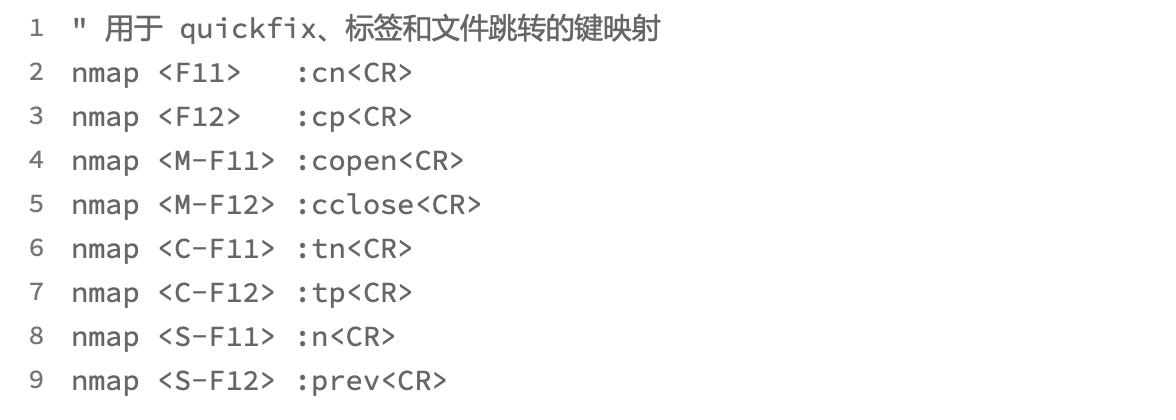 1 " 用于 quickfix、标签和文件跳转的键映射
2 nmap <F11>   :cn<CR>
3 nmap <F12>   :cp<CR>
4 nmap <M-F11> :copen<CR>
5 nmap <M-F12> :cclose<CR>
6 nmap <C-F11> :tn<CR>
7 nmap <C-F12> :tp<CR>
8 nmap <S-F11> :n<CR>
9 nmap <S-F12> :prev<CR>